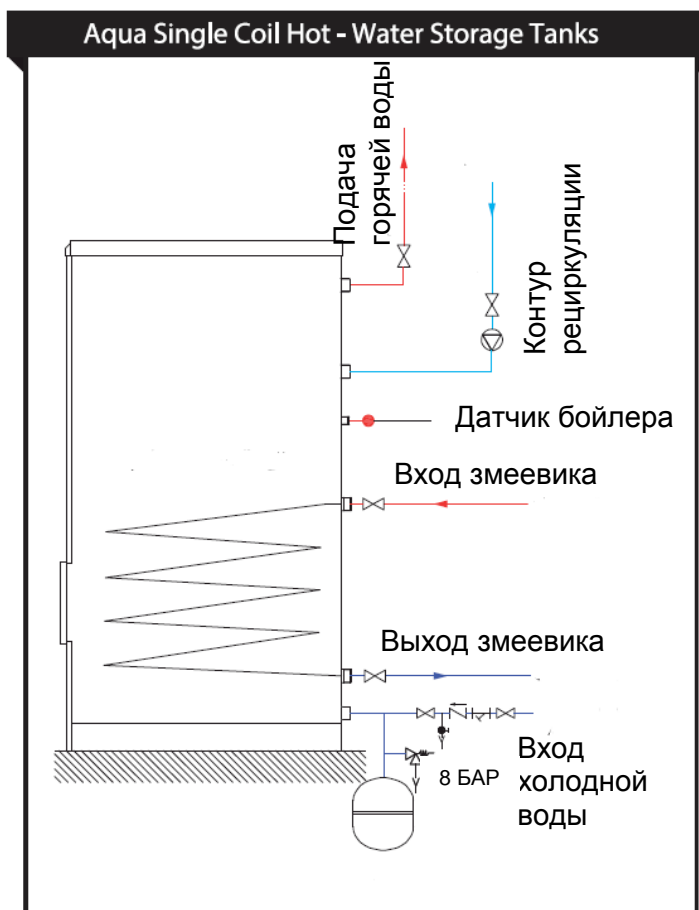 Aqua Single Coil Hot - Water Storage Tanks
Подача
горячей воды
Контур
рециркуляции
Датчик бойлера
Вход змеевика
Выход змеевика
8 БАР
Вход
холодной
воды